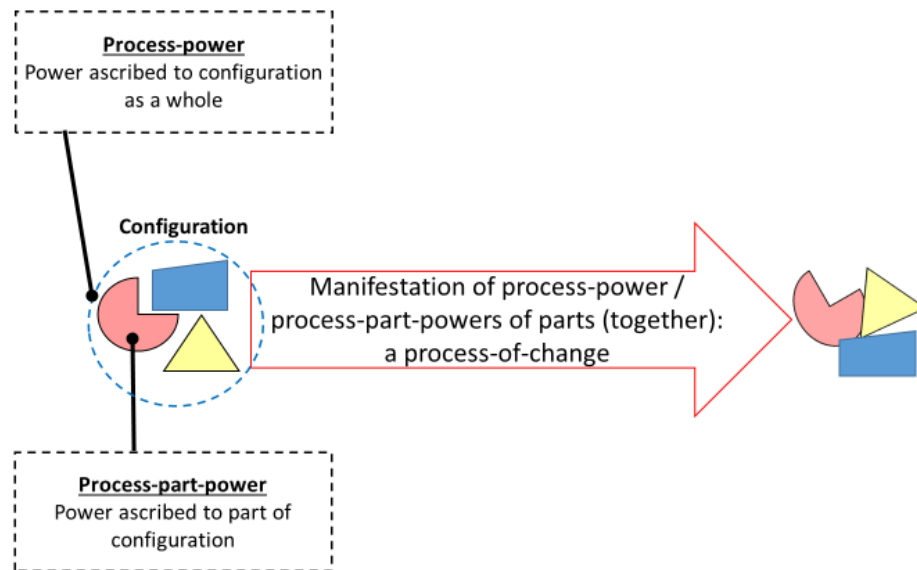 Process-power
Power ascribed to configuration
as a whole
Configuration
Manifestation of process-power /
process-part-powers of parts (together):
a process-of-change
Process-part-power
Power ascribed to part of
configuration